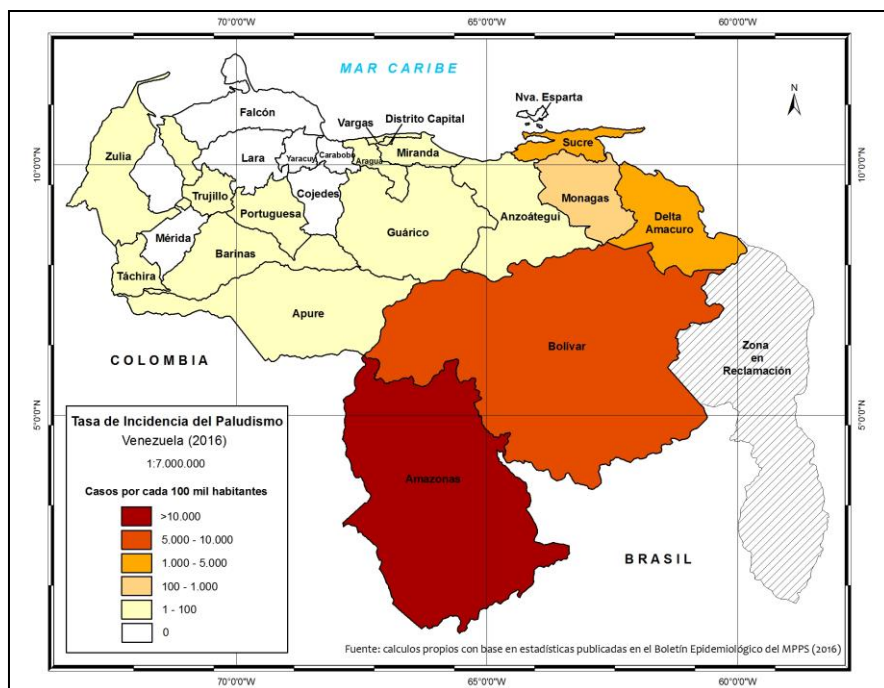 70°0'0"W
65°0'0"W
60°0'0"W
MAR CARIBE
N
Nva. Esparta
Falcón
Vargas
Distrito Capital
Sucre
Zulia
Carabobo
Lara
Yaracuy
Aragua
Miranda
10°0'0"N
10°0'0"N
Trujillo
Cojedes
Monagas
Portuguesa
Anzoátegui
Delta
Amacuro
Mérida
Guárico
Barinas
Táchira
Apure
Bolívar
Zona
en
Reclamación
COLOMBIA
5°0'0"N
5°0'0"N
Tasa de Incidencia del Paludismo
Venezuela (2016)
1:7.000.000
Casos por cada 100 mil habitantes
>10.000
5.000 - 10.000
1.000 - 5.000
100 - 1.000
1 - 100
0
Amazonas
BRASIL
Fuente: calculos propios con base en estadísticas publicadas en el Boletín Epidemiológico del MPPS (2016)
70°0'0"W
65°0'0"W
60°0'0"W